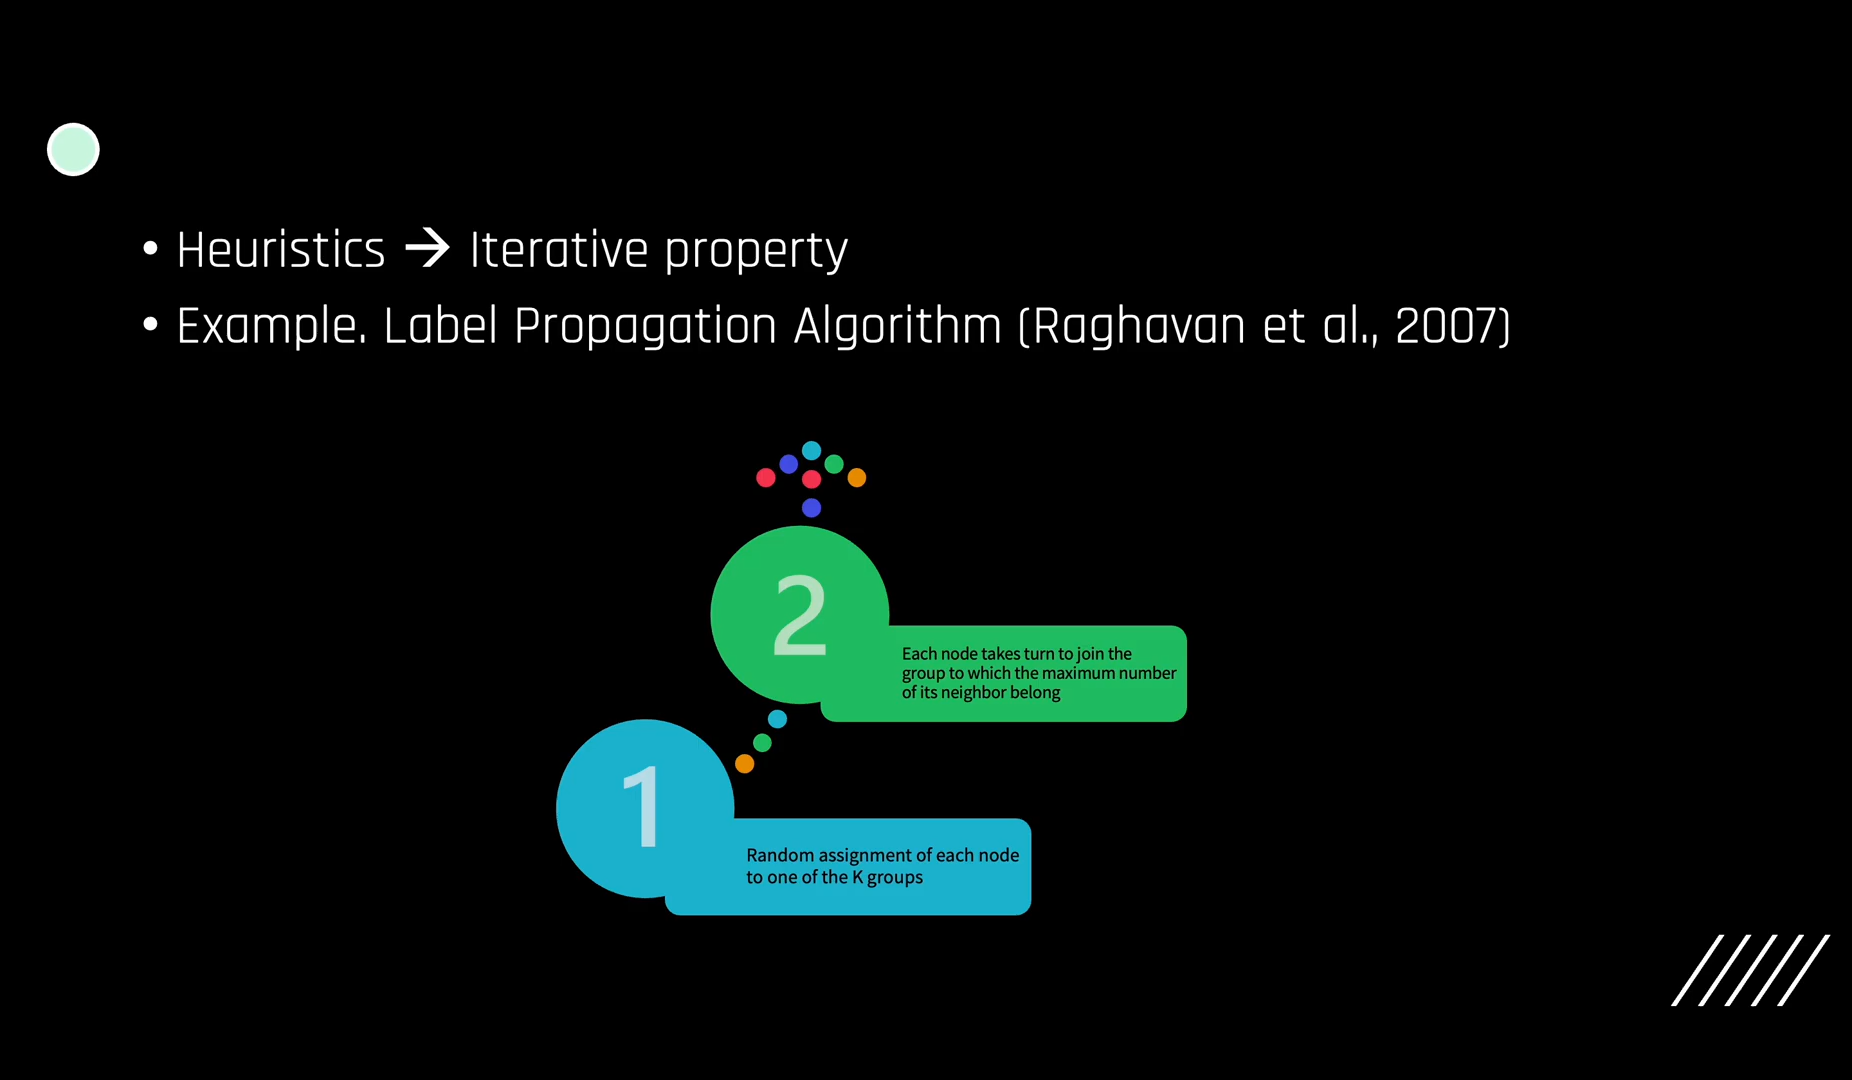 • Heuristics → Iterative property
• Example. Label Propagation Algorithm (Raghavan et al., 2007)
2
Each node takes turn to join the
group to which the maximum number
of its neighbor belong
1
Random assignment of each node
to one of the K groups